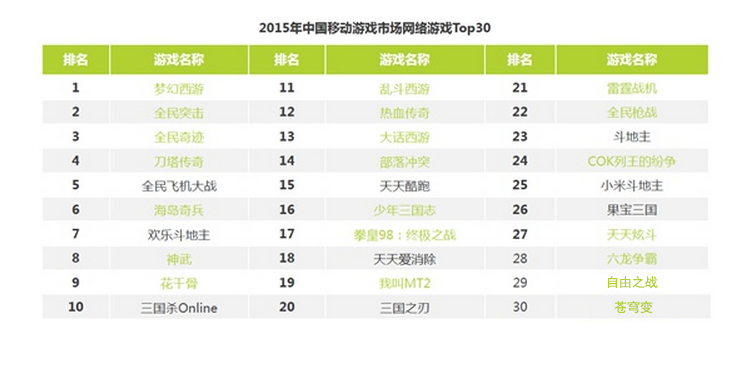 2015年中国移动游戏市场网络游戏Top30
排名 游戏名称 排名 游戏名称 排名 游戏名称
1 梦幻西游 11 乱斗西游 21 雷霆战机
2 全民突击 12 热血传奇 22 全民枪战
3 全民奇迹 13 大话西游 23 斗地主
4 刀塔传奇 14 部落冲突 24 COK列王的纷争
5 全民飞机大战 15 天天酷跑 25 小米斗地主
6 海岛奇兵 16 少年三国志 26 果宝三国
7 欢乐斗地主 17 拳皇98：终极之战 27 天天炫斗
8 神武 18 天天爱消除 28 六龙争霸
9 花千骨 19 我叫MT2 29 自由之战
10 三国杀Online 20 三国之刃 30 苍穹变